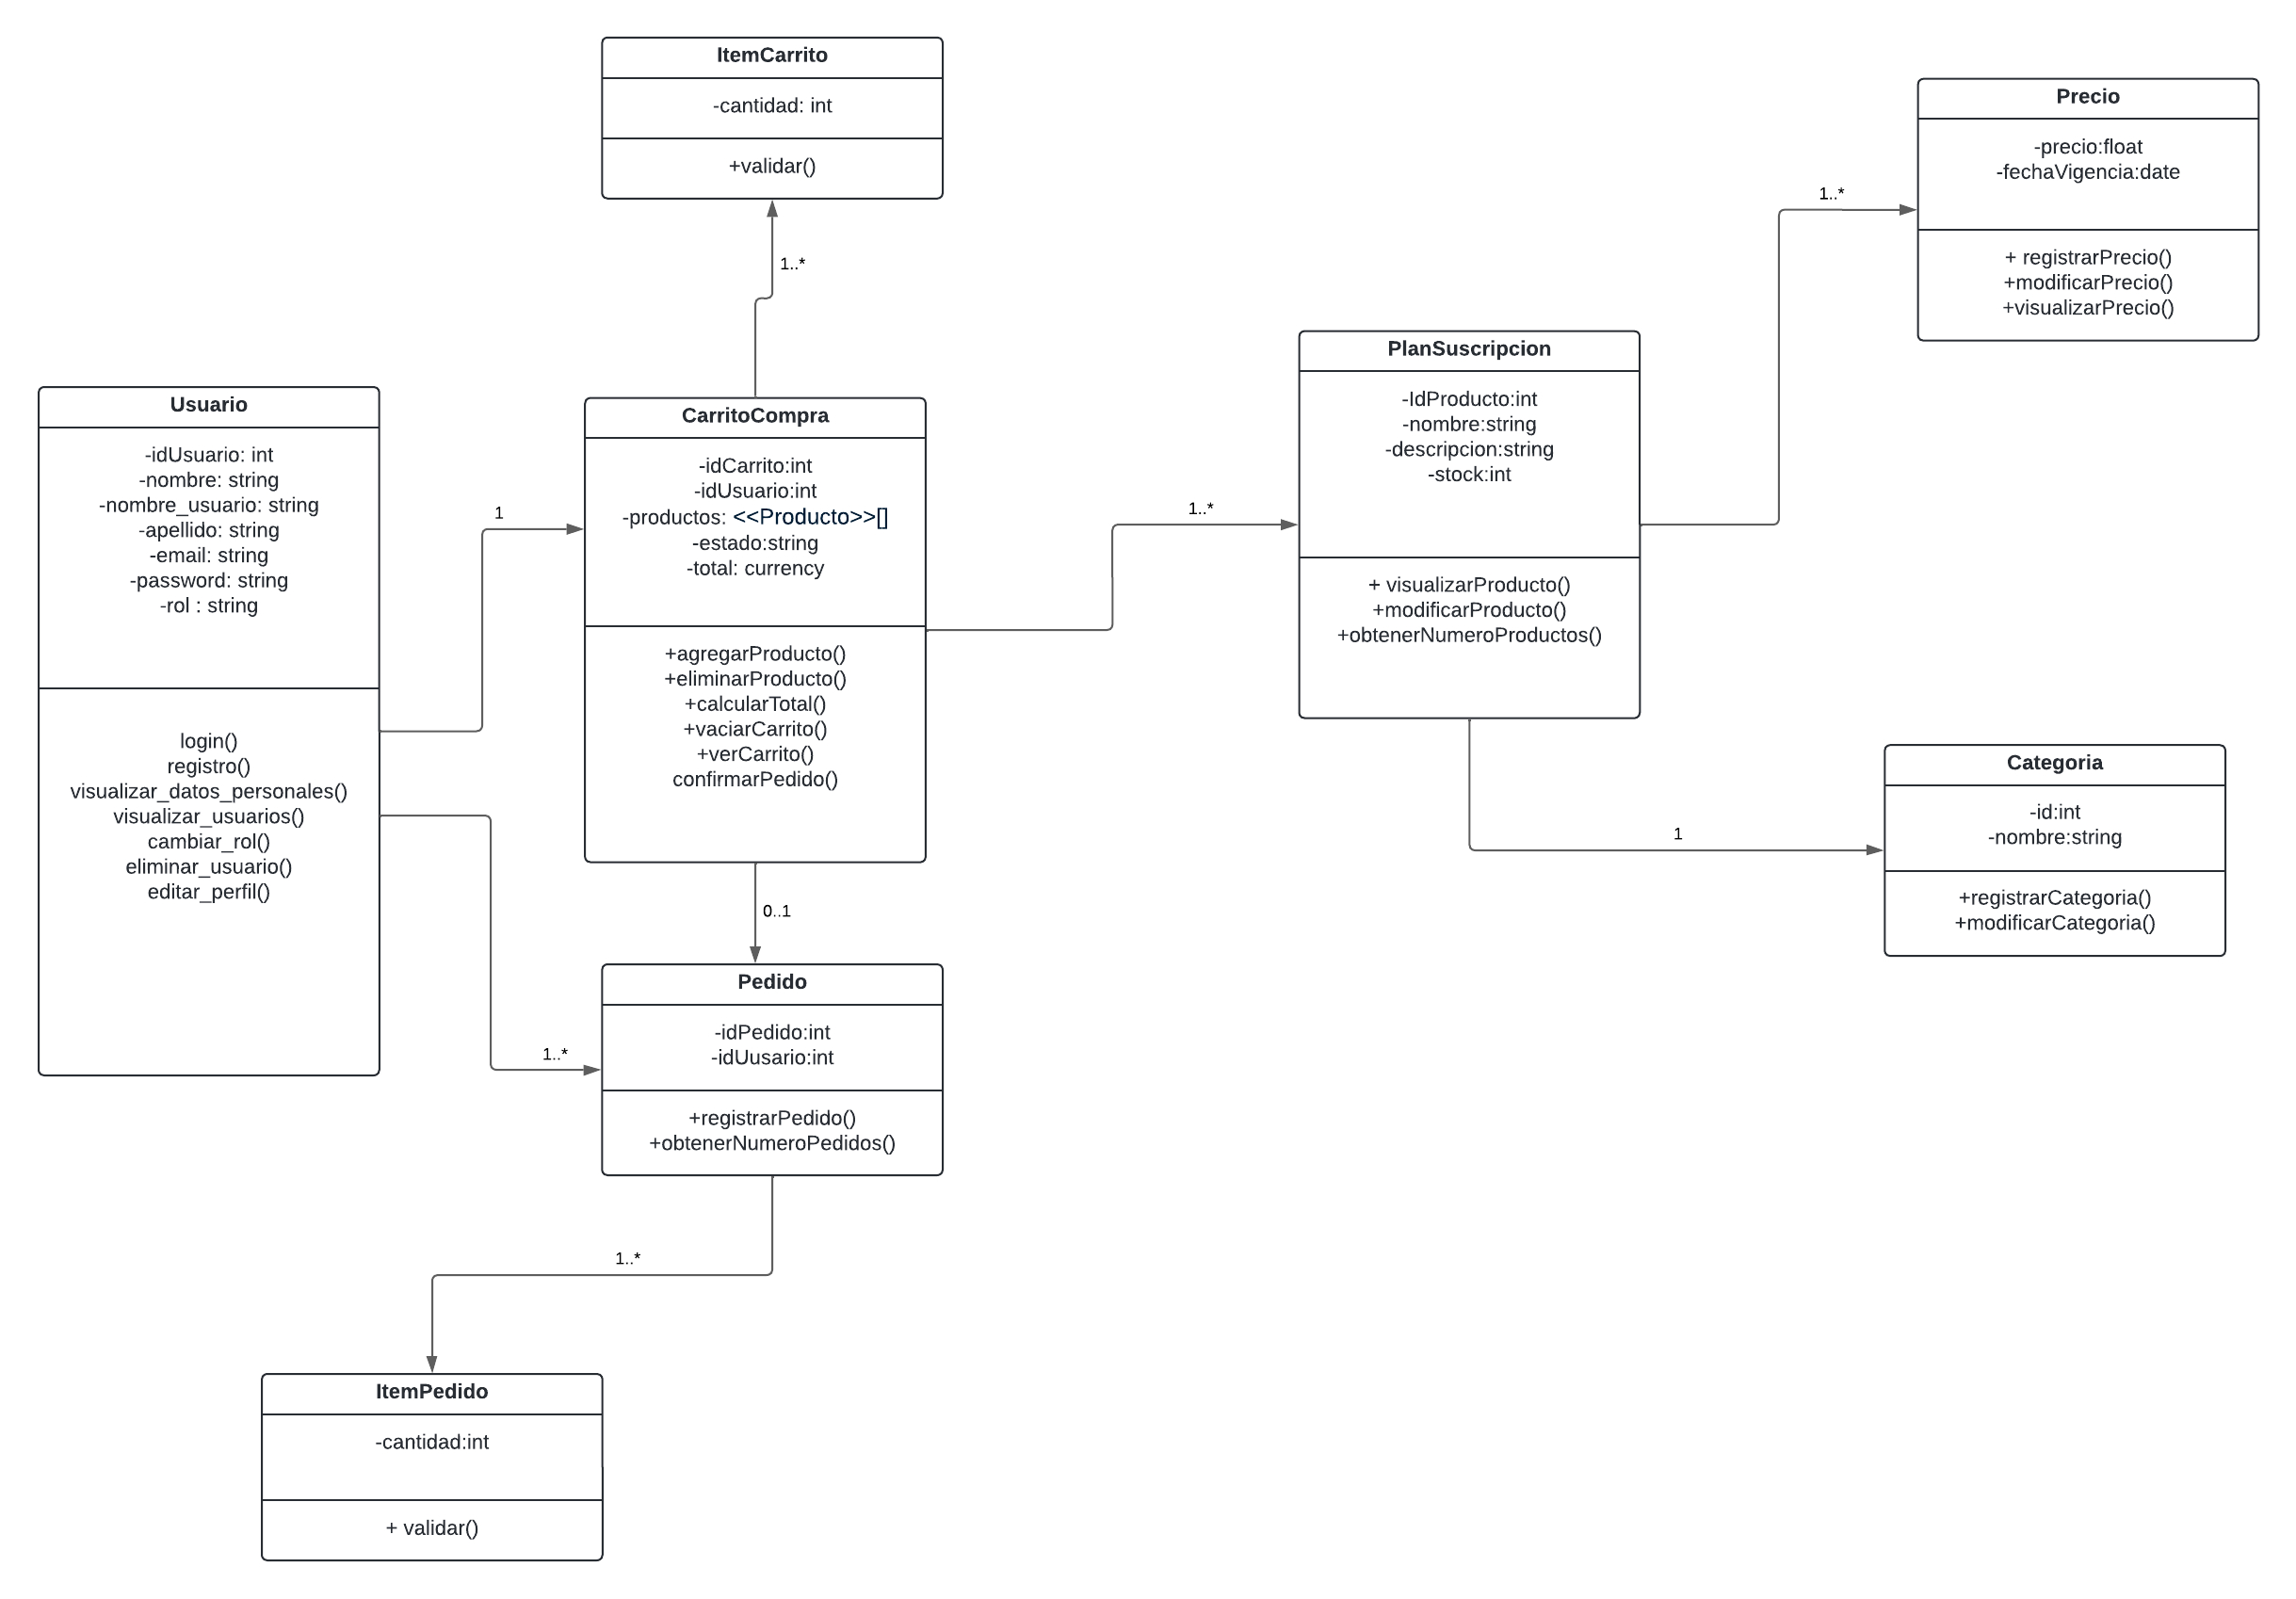 ItemCarrito
-cantidad: int
+validar()
1..*
Precio
-precio:float
-fechaVigencia:date
+ registrarPrecio()
+modificarPrecio()
+visualizarPrecio()
1..*
Usuario
-idUsuario: int
-nombre: string
-nombre_usuario: string
-apellido: string
-email: string
-password: string
-rol : string
login()
registro()
visualizar_datos_personales()
visualizar_usuarios()
cambiar_rol()
eliminar_usuario()
editar_perfil()
1
CarritoCompra
-idCarrito:int
-idUsuario:int
-productos: <<Producto>>[]
-estado:string
-total: currency
+agregarProducto()
+eliminarProducto()
+calcularTotal()
+vaciarCarrito()
+verCarrito()
confirmarPedido()
1..*
PlanSuscripcion
-IdProducto:int
-nombre:string
-descripcion:string
-stock:int
+ visualizarProducto()
+modificarProducto()
+obtenerNumeroProductos()
1
Categoria
-id:int
-nombre:string
+registrarCategoria()
+modificarCategoria()
0..1
1..*
Pedido
-idPedido:int
-idUusario:int
+registrarPedido()
+obtenerNumeroPedidos()
1..*
ItemPedido
-cantidad:int
+ validar()